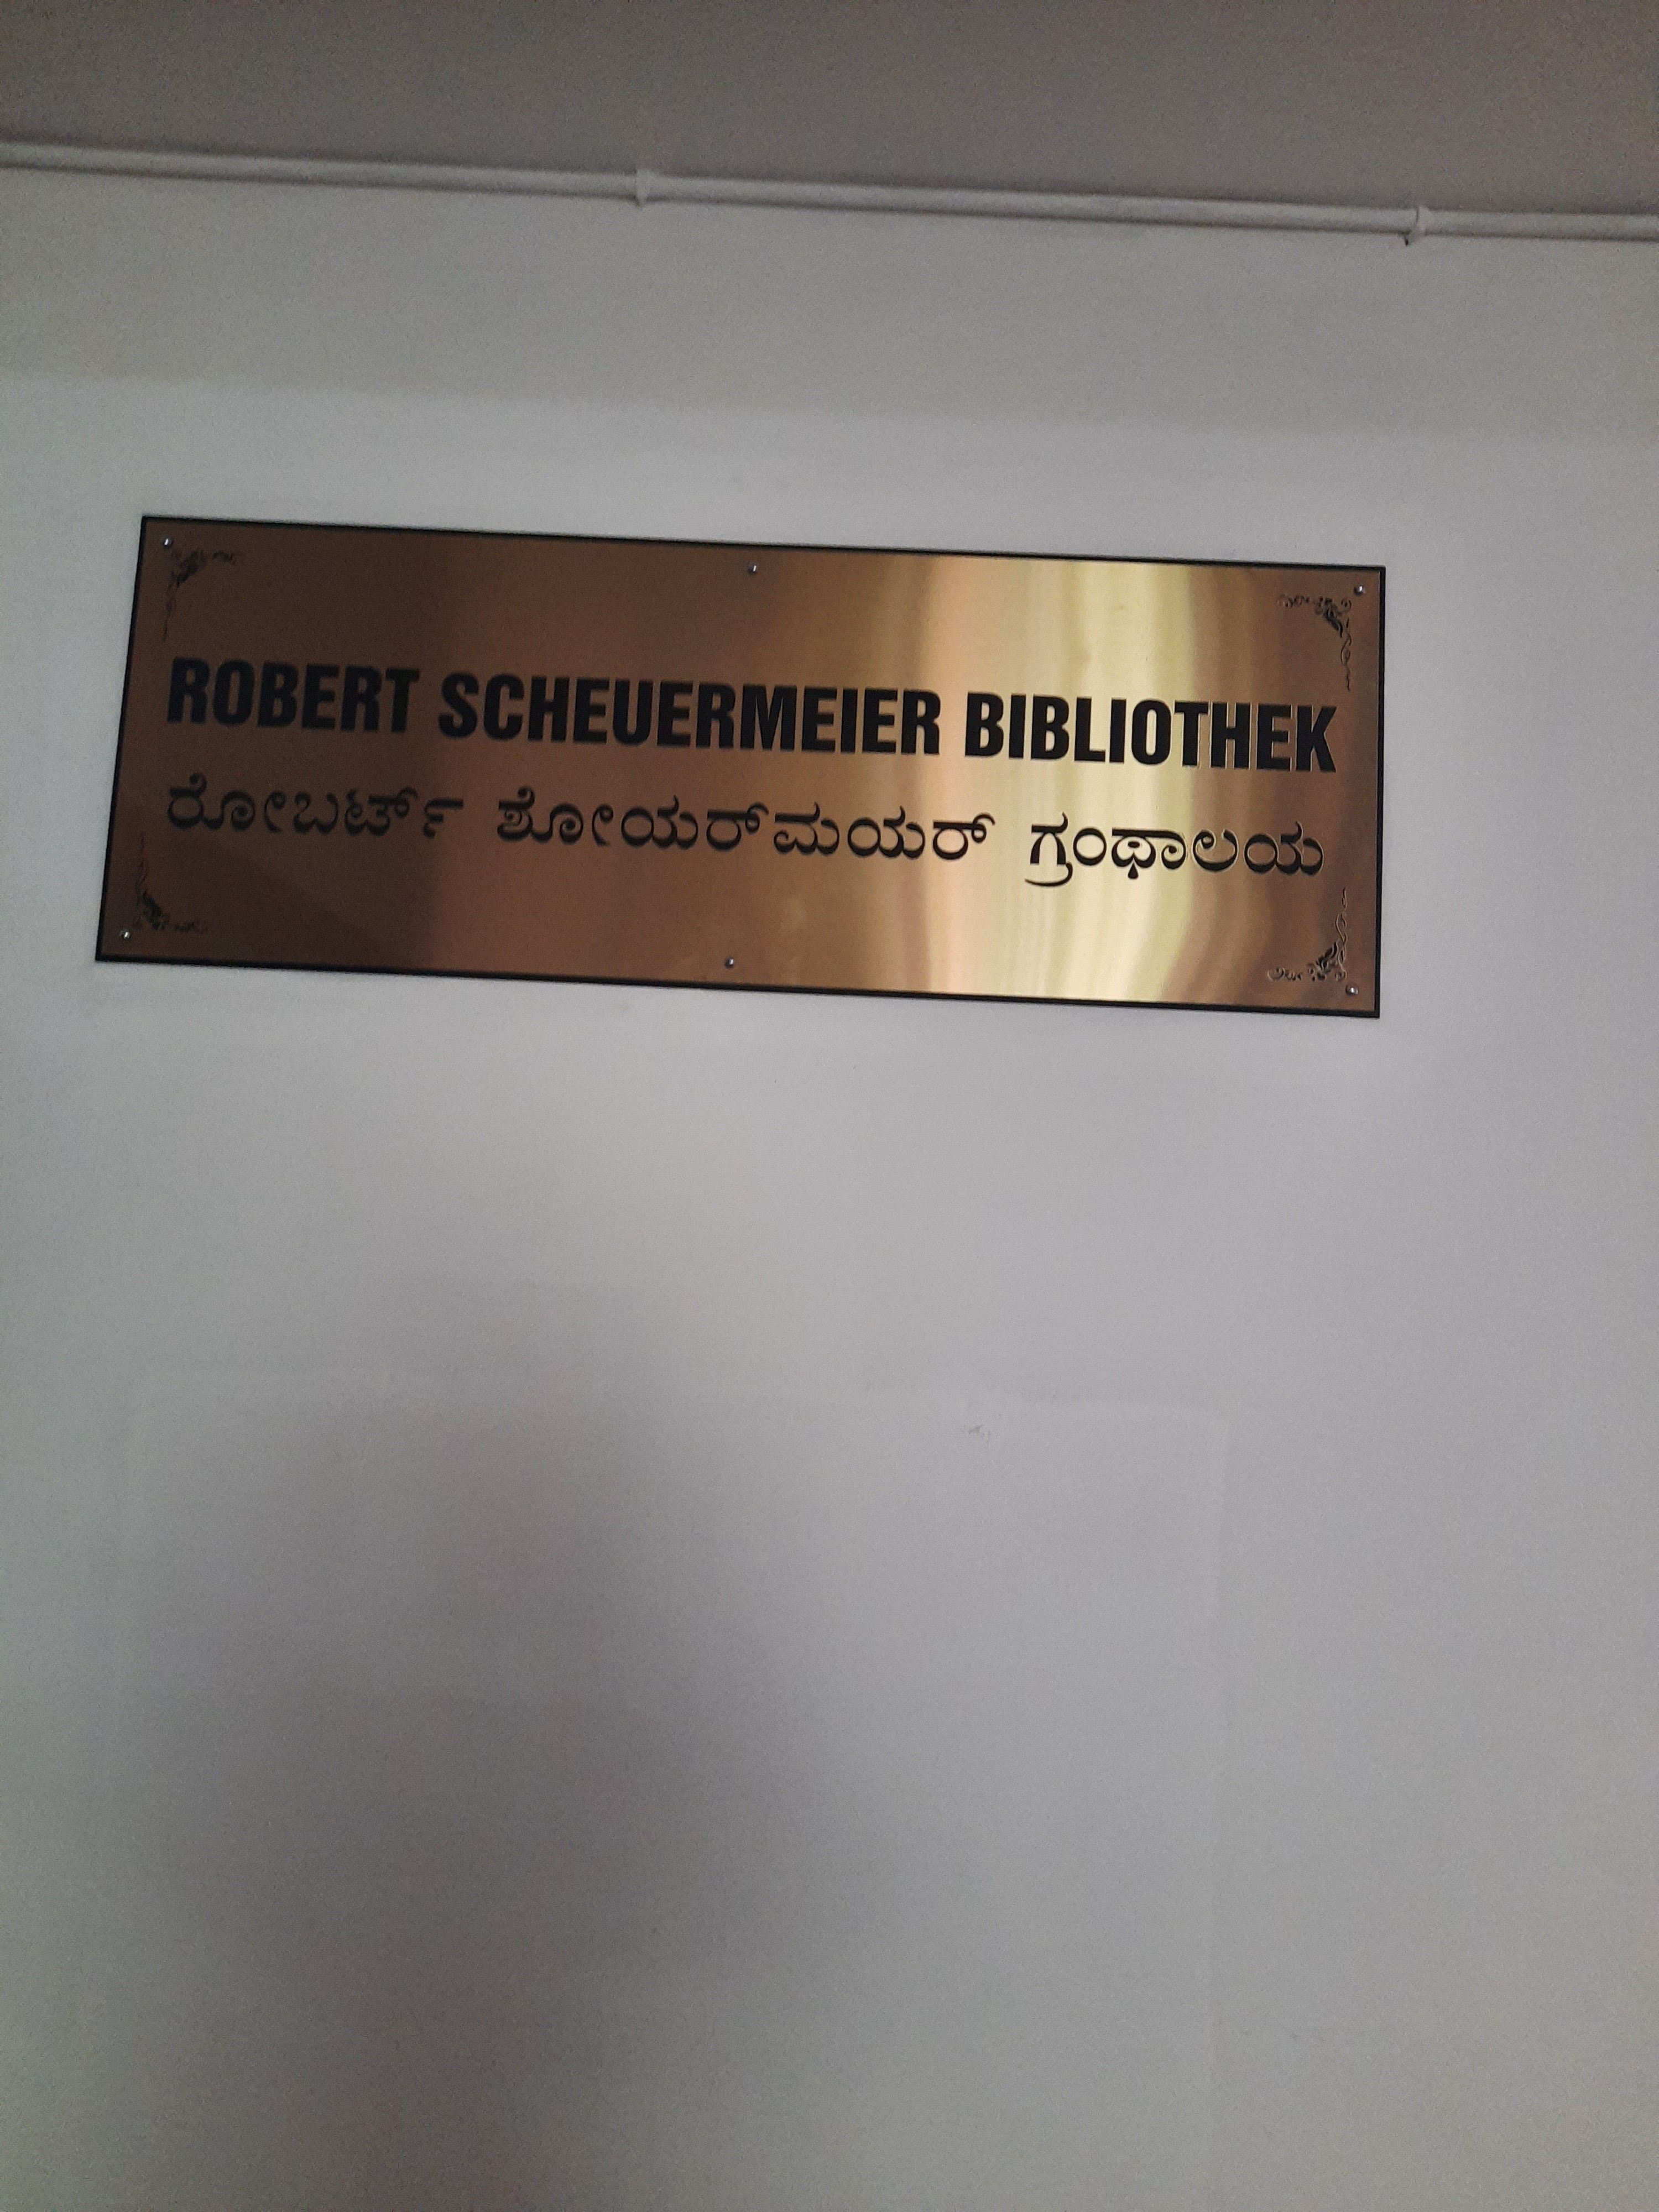 ROBERT SCHEUERMEIER BIBLIOTHEK
ರೋಬರ್ಟ್ ಶೋಯರ್‌ಮಯರ್ ಗ್ರಂಥಾಲಯ